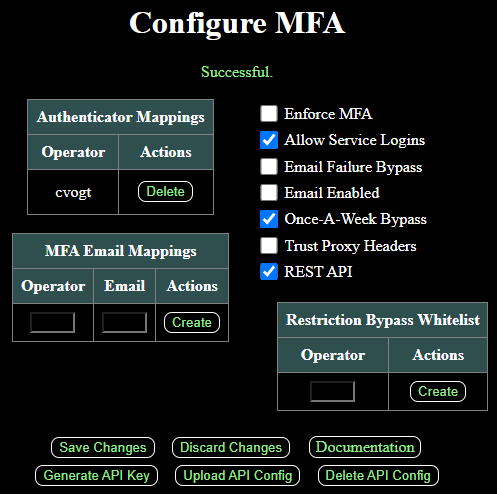 Configure MFA
Successful.
Authenticator Mappings
Operator Actions
cvogt Delete
MFA Email Mappings
Operator Email Actions
Create
Enforce MFA
Allow Service Logins
Email Failure Bypass
Email Enabled
Once-A-Week Bypass
Trust Proxy Headers
REST API
Restriction Bypass Whitelist
Operator Actions
Create
Save Changes Discard Changes Documentation
Generate API Key Upload API Config Delete API Config